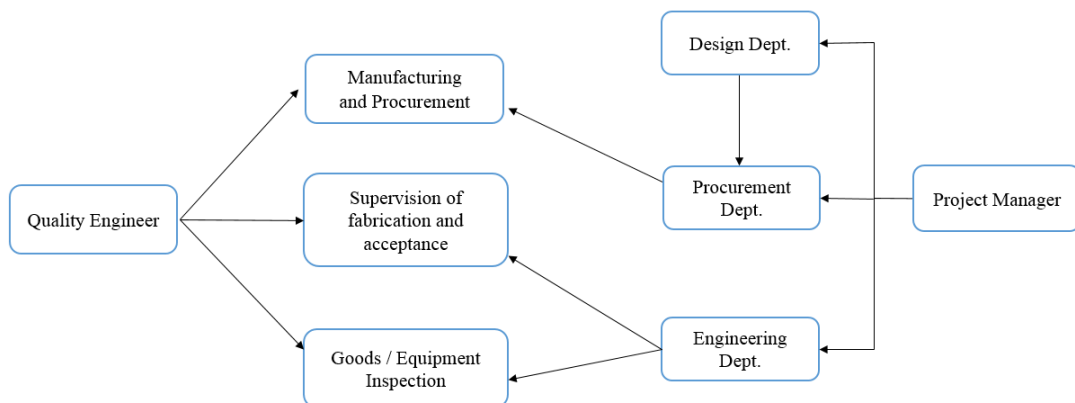 Design Dept.
Manufacturing
and Procurement
Quality Engineer
Supervision of
fabrication and
acceptance
Procurement
Dept.
Project Manager
Goods / Equipment
Inspection
Engineering
Dept.